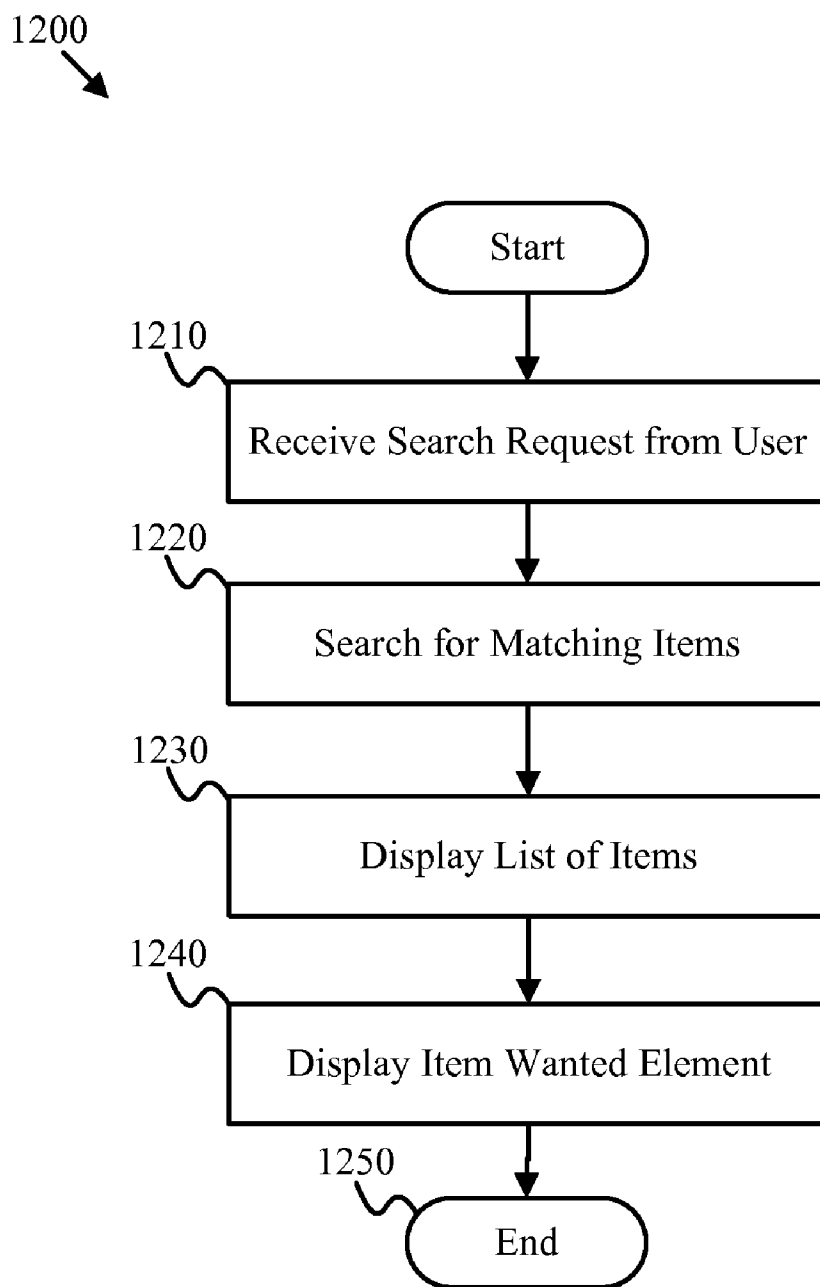 1200
Start
1210
Receive Search Request from User
1220
Search for Matching Items
1230
Display List of Items
1240
Display Item Wanted Element
1250
End